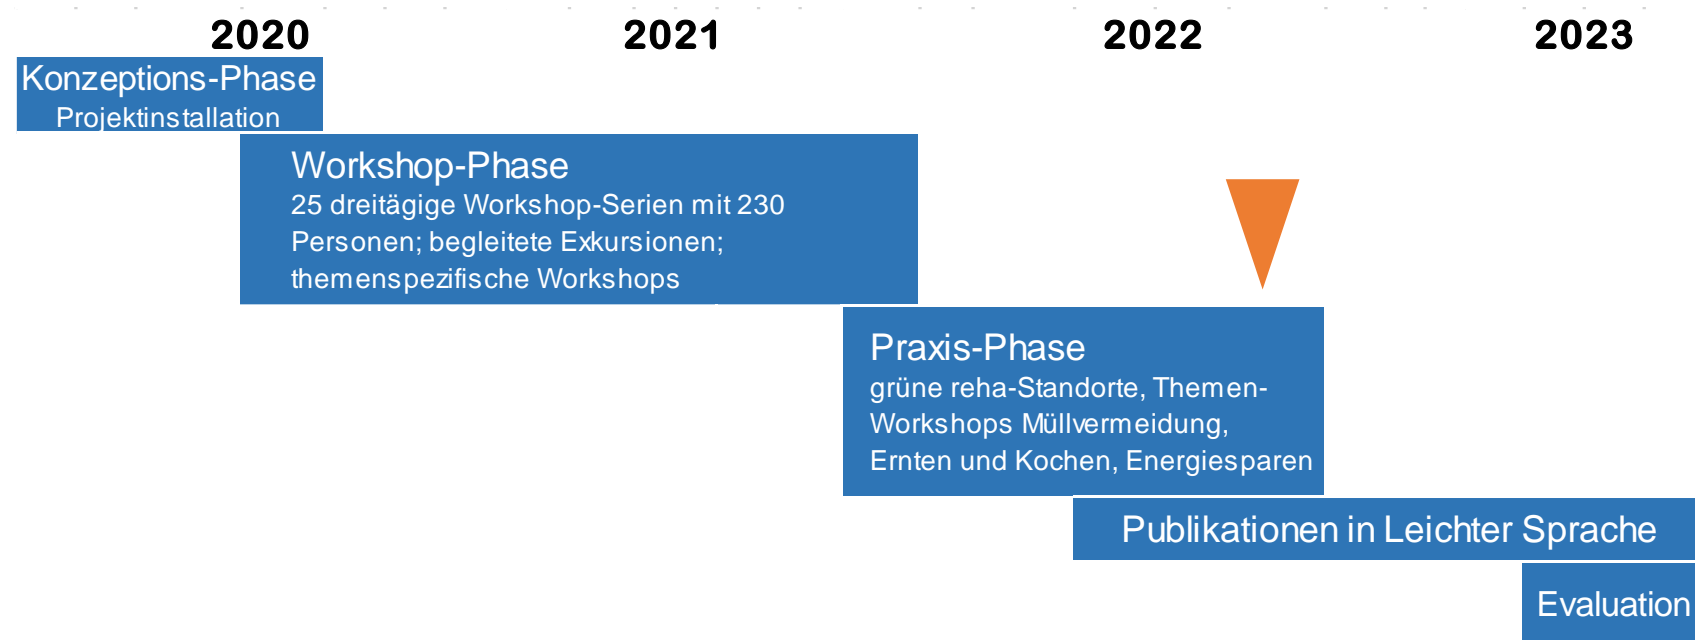 2020 2021 2022 2023
Konzeptions-Phase
Projektinstallation
Workshop-Phase
25 dreitägige Workshop-Serien mit 230
Personen; begleitete Exkursionen;
themenspezifische Workshops
Praxis-Phase
grüne reha-Standorte, Themen-
Workshops Müllvermeidung,
Ernten und Kochen, Energiesparen
Publikationen in Leichter Sprache
Evaluation